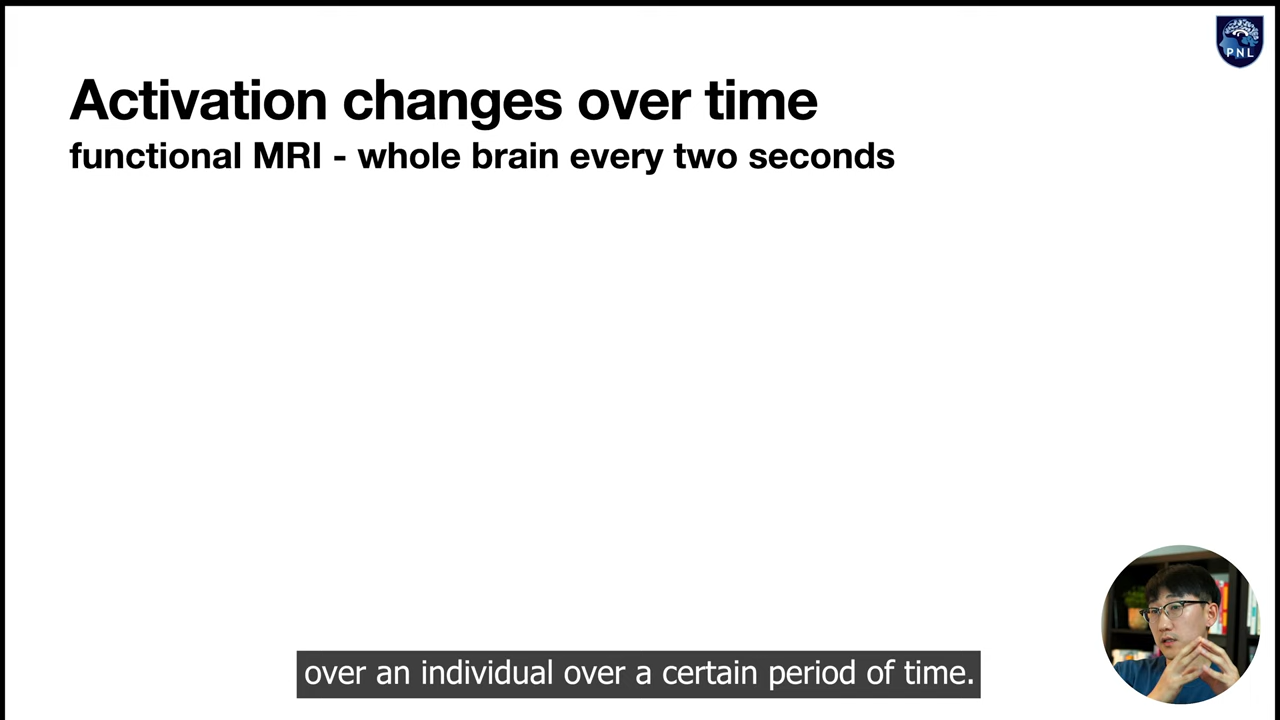 PNL
Activation changes over time
functional MRI - whole brain every two seconds
over an individual over a certain period of time.